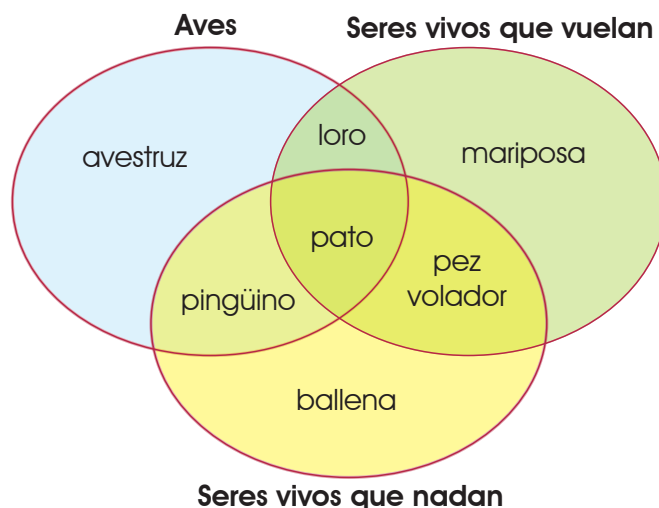 Aves
Seres vivos que vuelan
loro
avestruz
mariposa
pato
pez
volador
pingüino
ballena
Seres vivos que nadan